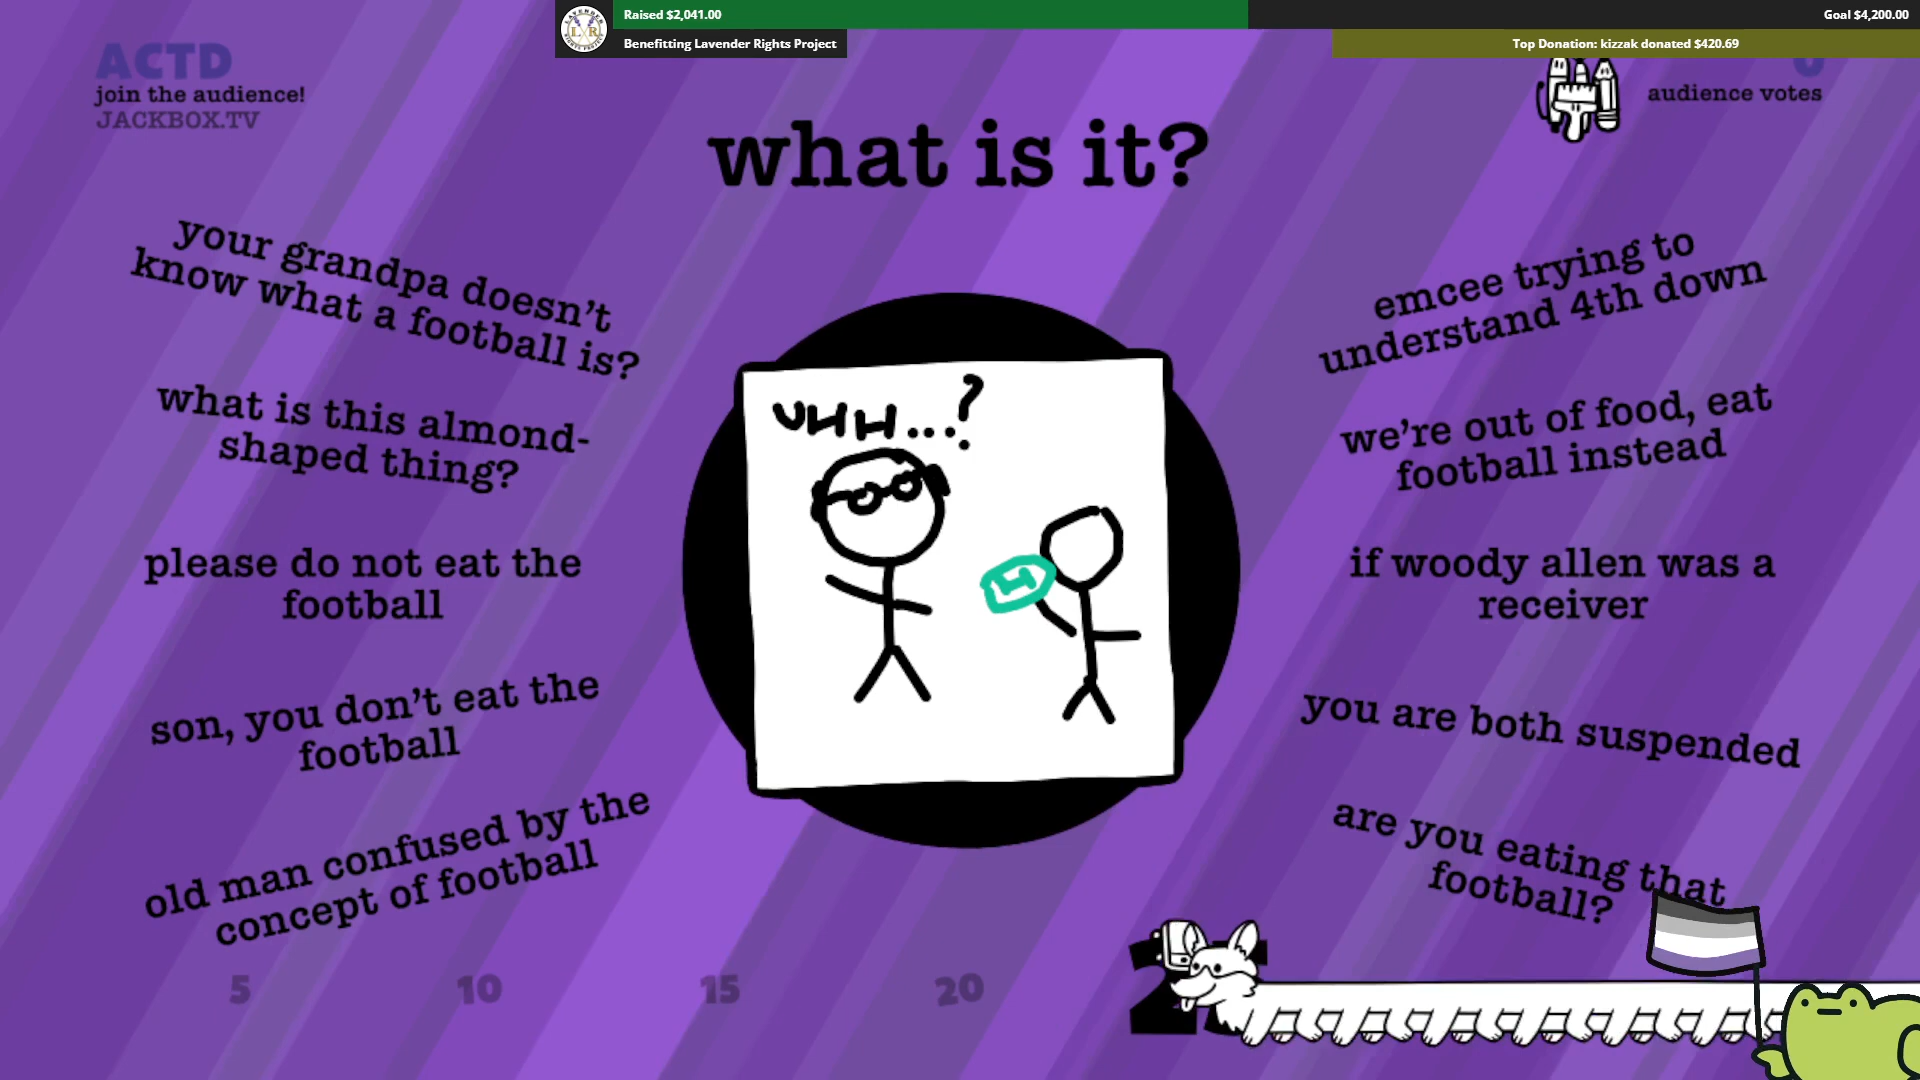 Raised $2,041.00
Goal $4,200.00
Benefitting Lavender Rights Project
Top Donation: kizzak donated $420.69
ACTD
join the audience!
JACKBOX.TV
audience votes
what is it?
your grandpa doesn't
know what a football is?
what is this almond-
shaped thing?
please do not eat the
football
son, you don't eat the
football
old man confused by the
concept of football
UHH...?
emcee trying to
understand 4th down
we're out of food, eat
football instead
if woody allen was a
receiver
you are both suspended
are you eating that
football?
5
10
15
20